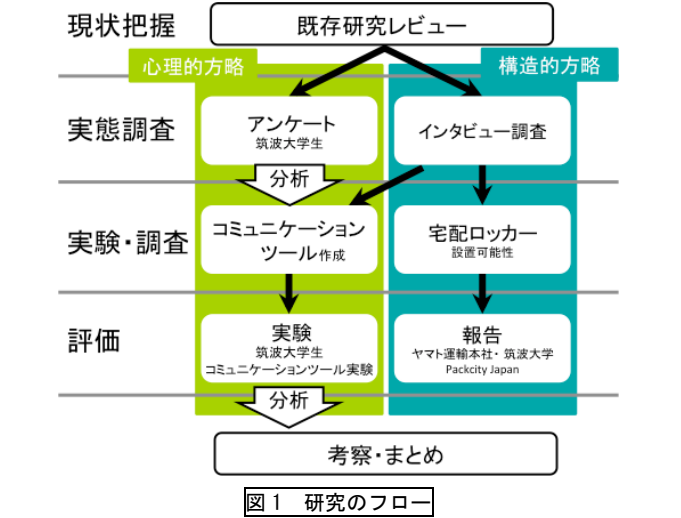 現状把握
既存研究レビュー
心理的方略
構造的方略
実態調査
アンケート
筑波大学生
インタビュー調査
分析
実験・調査
コミュニケーション
ツール作成
宅配ロッカー
設置可能性
評価
実験
筑波大学生
コミュニケーションツール実験
報告
ヤマト運輸本社・筑波大学
Packcity Japan
分析
考察・まとめ
図1　研究のフロー